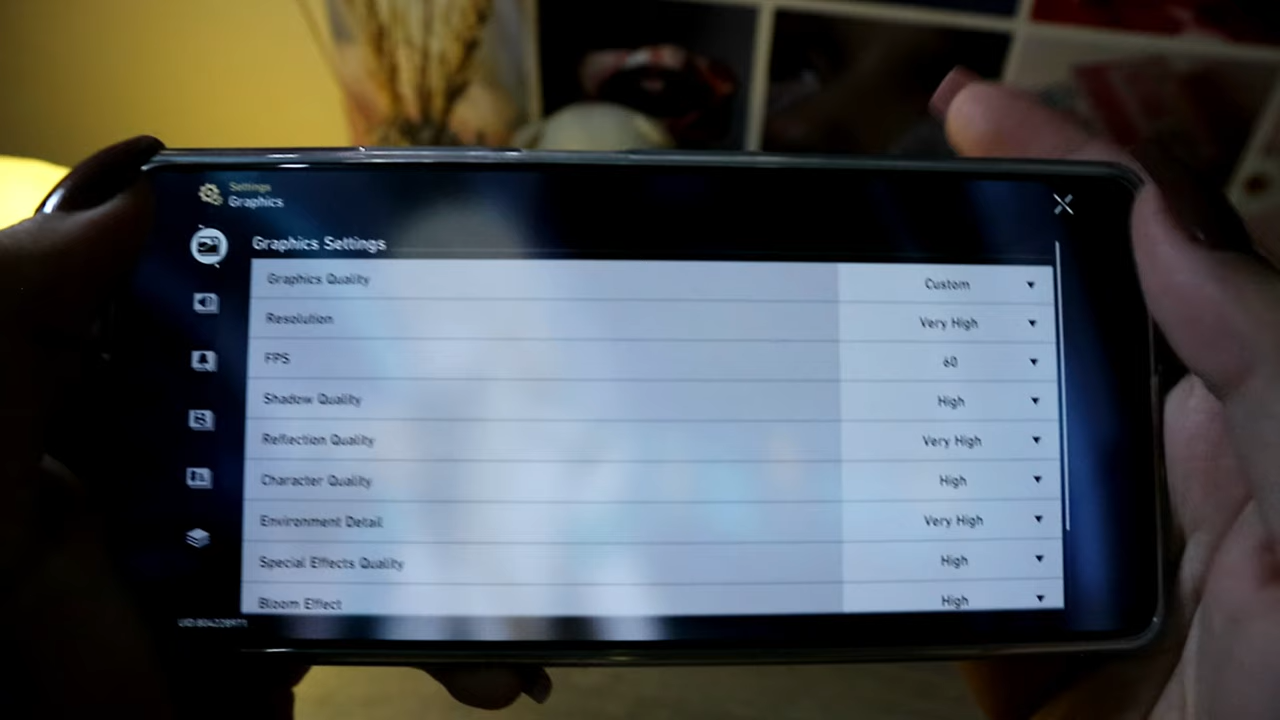 Settings
Graphics
Graphics Settings
Graphics Quality Custom
Resolution Very High
FPS 60
Shadow Quality High
Reflection Quality Very High
Character Quality High
Environment Detail Very High
Special Effects Quality High
Bloom Effect High